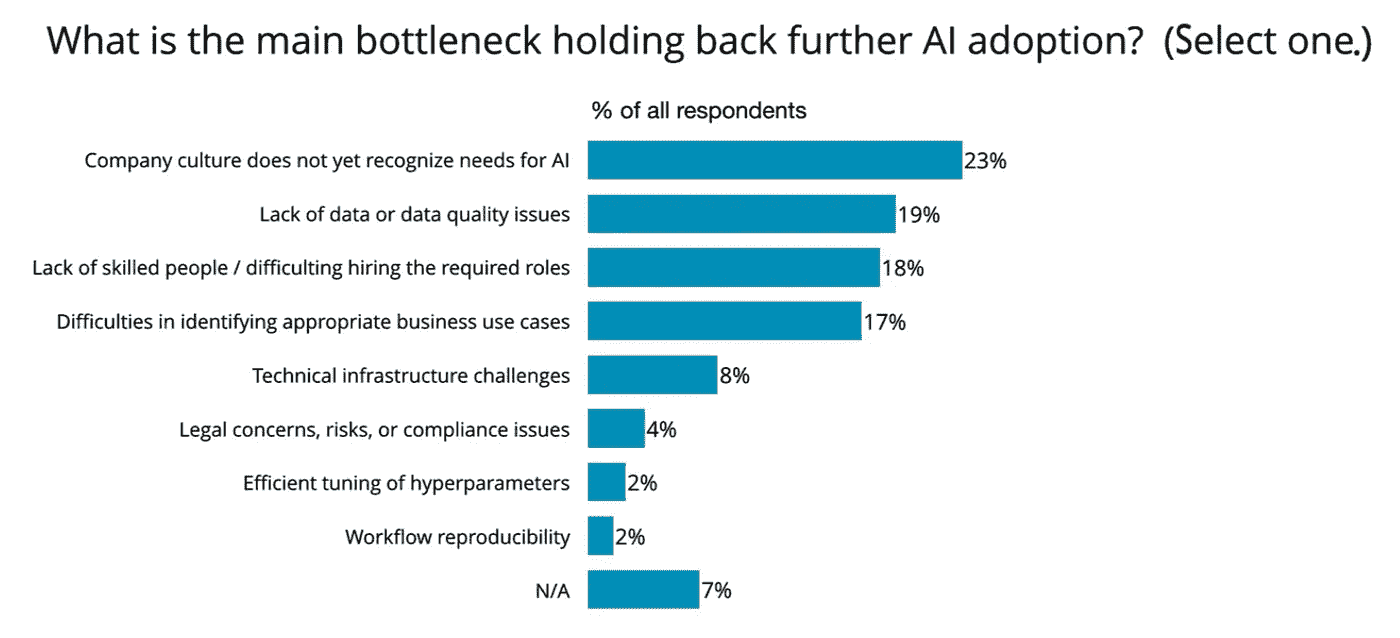 What is the main bottleneck holding back further AI adoption? (Select one.)
% of all respondents
Company culture does not yet recognize needs for AI 23%
Lack of data or data quality issues 19%
Lack of skilled people / difficulting hiring the required roles 18%
Difficulties in identifying appropriate business use cases 17%
Technical infrastructure challenges 8%
Legal concerns, risks, or compliance issues 4%
Efficient tuning of hyperparameters 2%
Workflow reproducibility 2%
N/A 7%